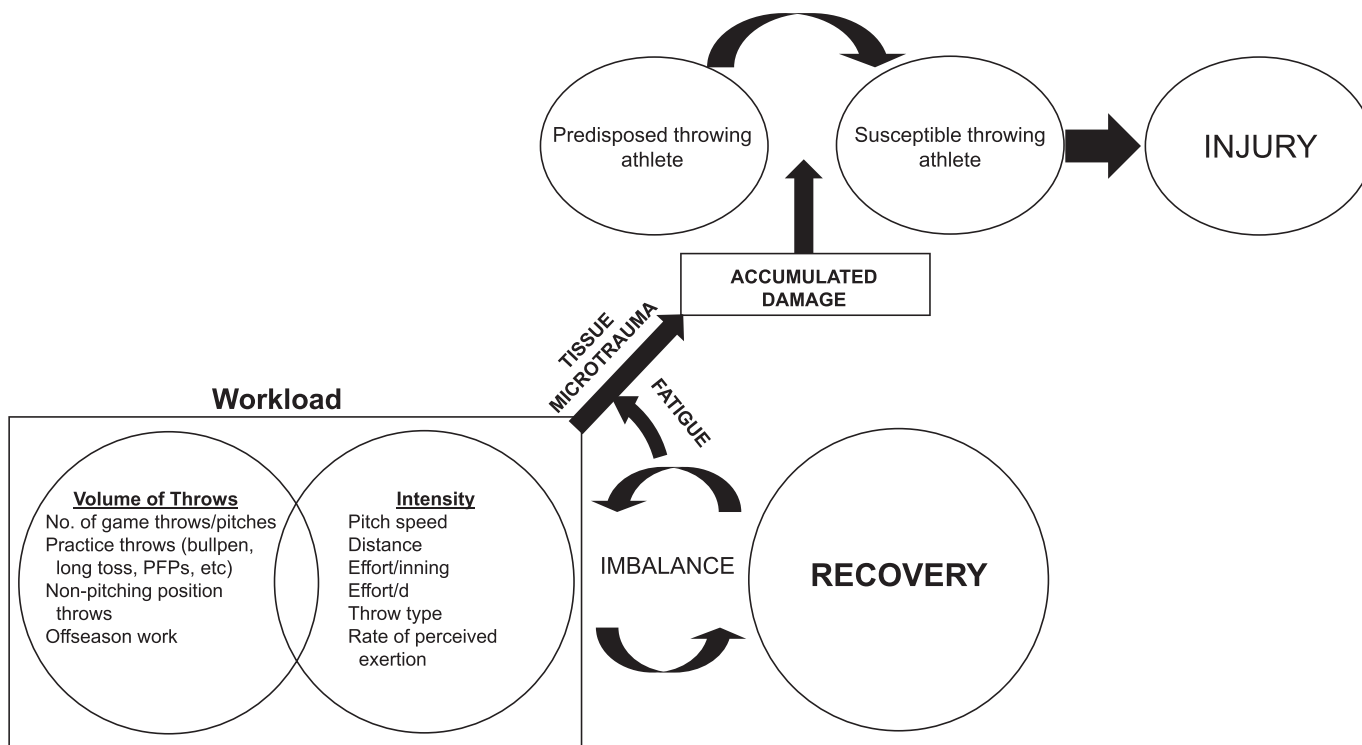 Predisposed throwing
athlete
Susceptible throwing
athlete
INJURY
ACCUMULATED
DAMAGE
TISSUE
MICROTRAUMA
FATIGUE
Workload
Volume of Throws
No. of game throws/pitches
Practice throws (bullpen,
long toss, PFPs, etc)
Non-pitching position
throws
Offseason work
Intensity
Pitch speed
Distance
Effort/inning
Effort/d
Throw type
Rate of perceived
exertion
IMBALANCE
RECOVERY